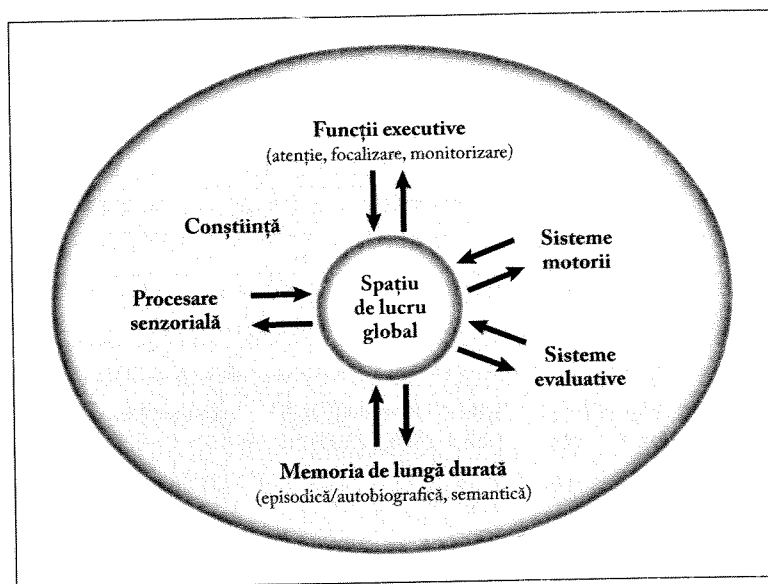 Funcții executive
(atenție, focalizare, monitorizare)
Conștiință
Sisteme
motorii
Spațiu
de lucru
global
Procesare
senzorială
Sisteme
evaluative
Memoria de lungă durată
(episodică/autobiografică, semantică)